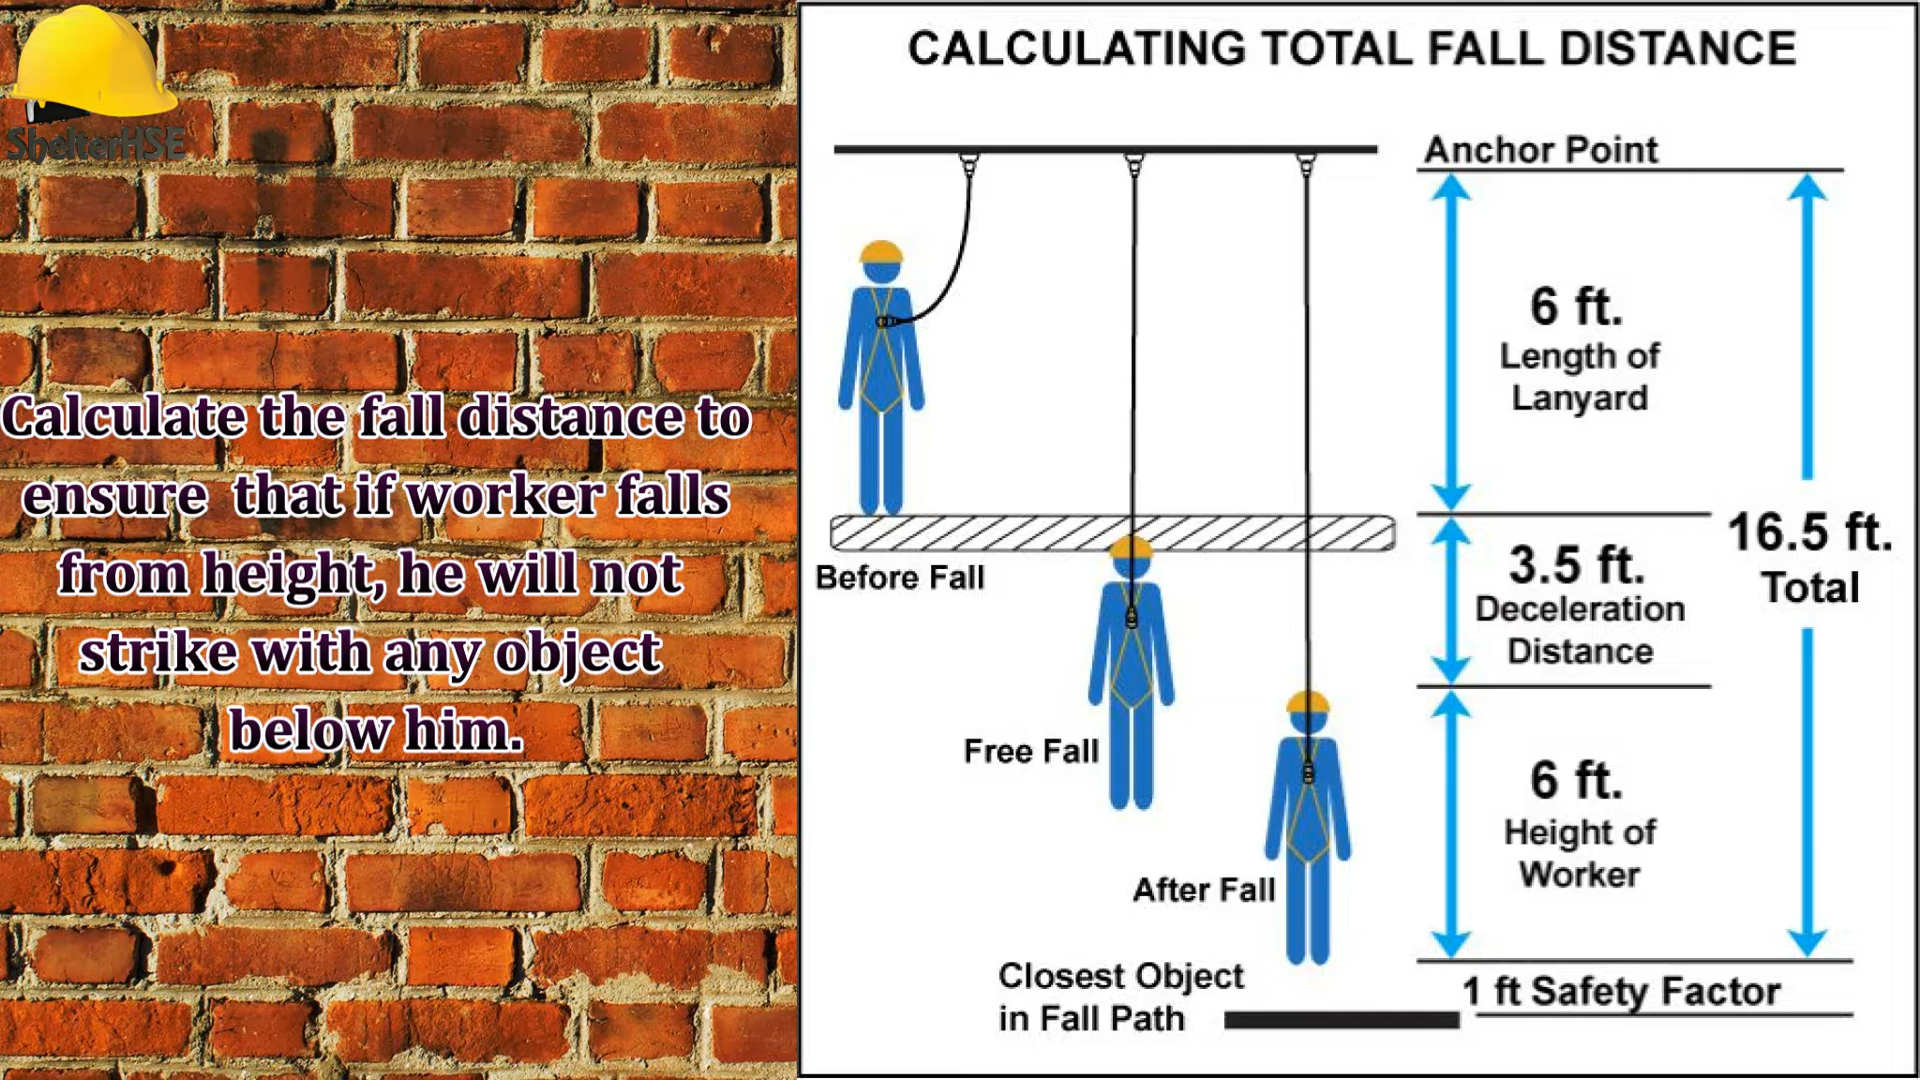 ShelterHSE
Calculate the fall distance to
ensure that if worker falls
from height, he will not
strike with any object
below him.
CALCULATING TOTAL FALL DISTANCE
Anchor Point
6 ft.
Length of
Lanyard
16.5 ft.
Total
3.5 ft.
Deceleration
Distance
Before Fall
Free Fall
6 ft.
Height of
Worker
After Fall
Closest Object
in Fall Path
1 ft Safety Factor